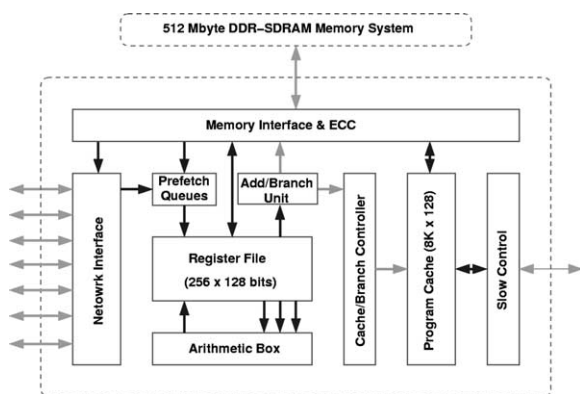 512 Mbyte DDR–SDRAM Memory System
Memory Interface & ECC
Prefetch
Queues
Add/Branch
Unit
Netowrk Interface
Register File
(256 x 128 bits)
Arithmetic Box
Cache/Branch Controller
Program Cache (8K x 128)
Slow Control